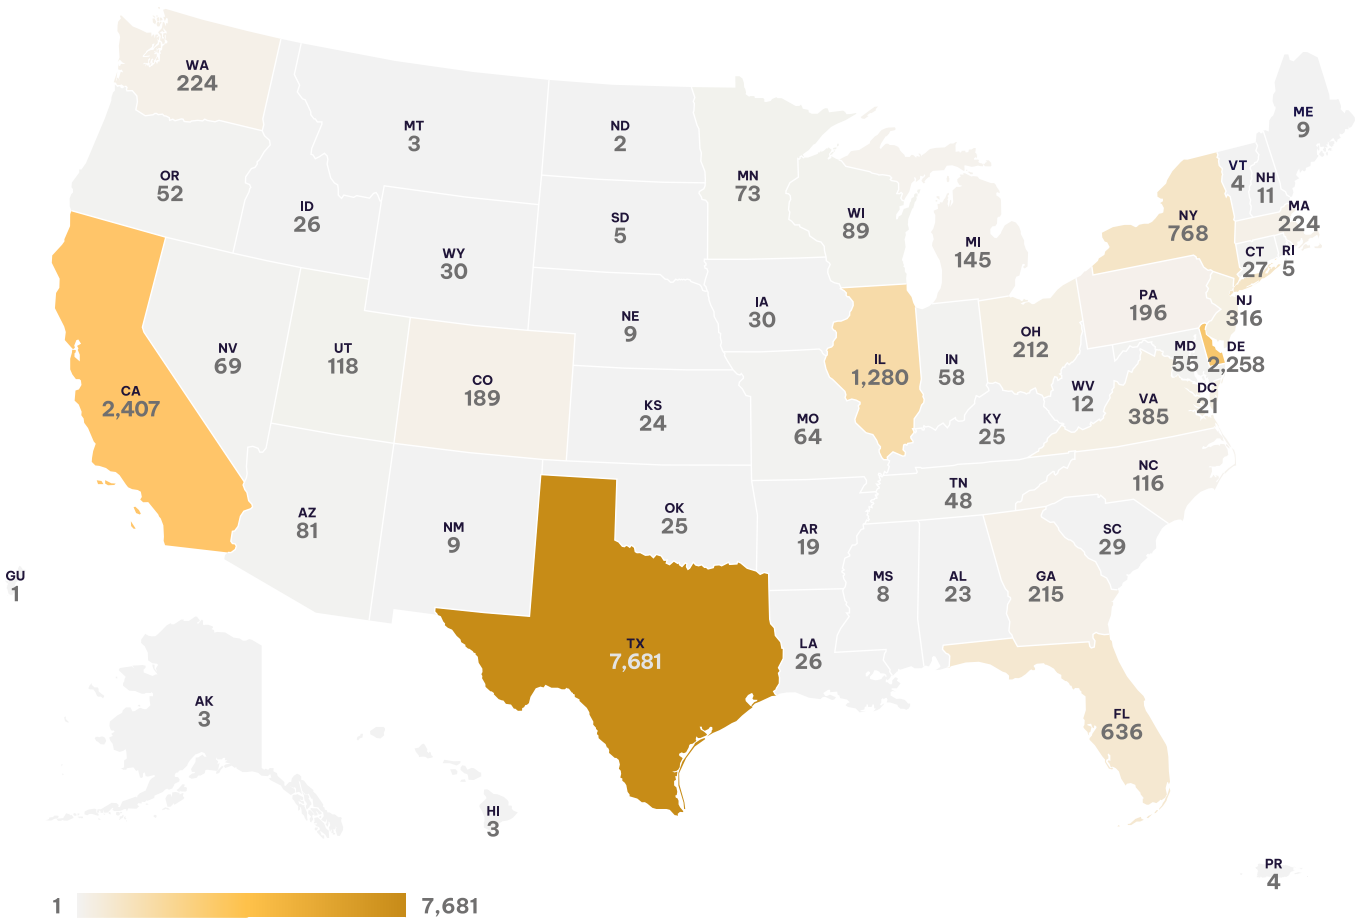 WA
224
MT
3
ND
2
ME
9
OR
52
ID
26
MN
73
VT
4
NH
11
SD
5
WI
89
NY
768
MA
224
MI
145
WY
30
CT
27
RI
5
NE
9
IA
30
PA
196
NJ
316
NV
69
UT
118
OH
212
MD
55
DE
2,258
CO
189
IL
1,280
IN
58
CA
2,407
WV
12
DC
21
KS
24
VA
385
MO
64
KY
25
NC
116
TN
48
AZ
81
NM
9
OK
25
AR
19
SC
29
GU
1
MS
8
AL
23
GA
215
TX
7,681
LA
26
AK
3
FL
636
HI
3
PR
4
1
7,681